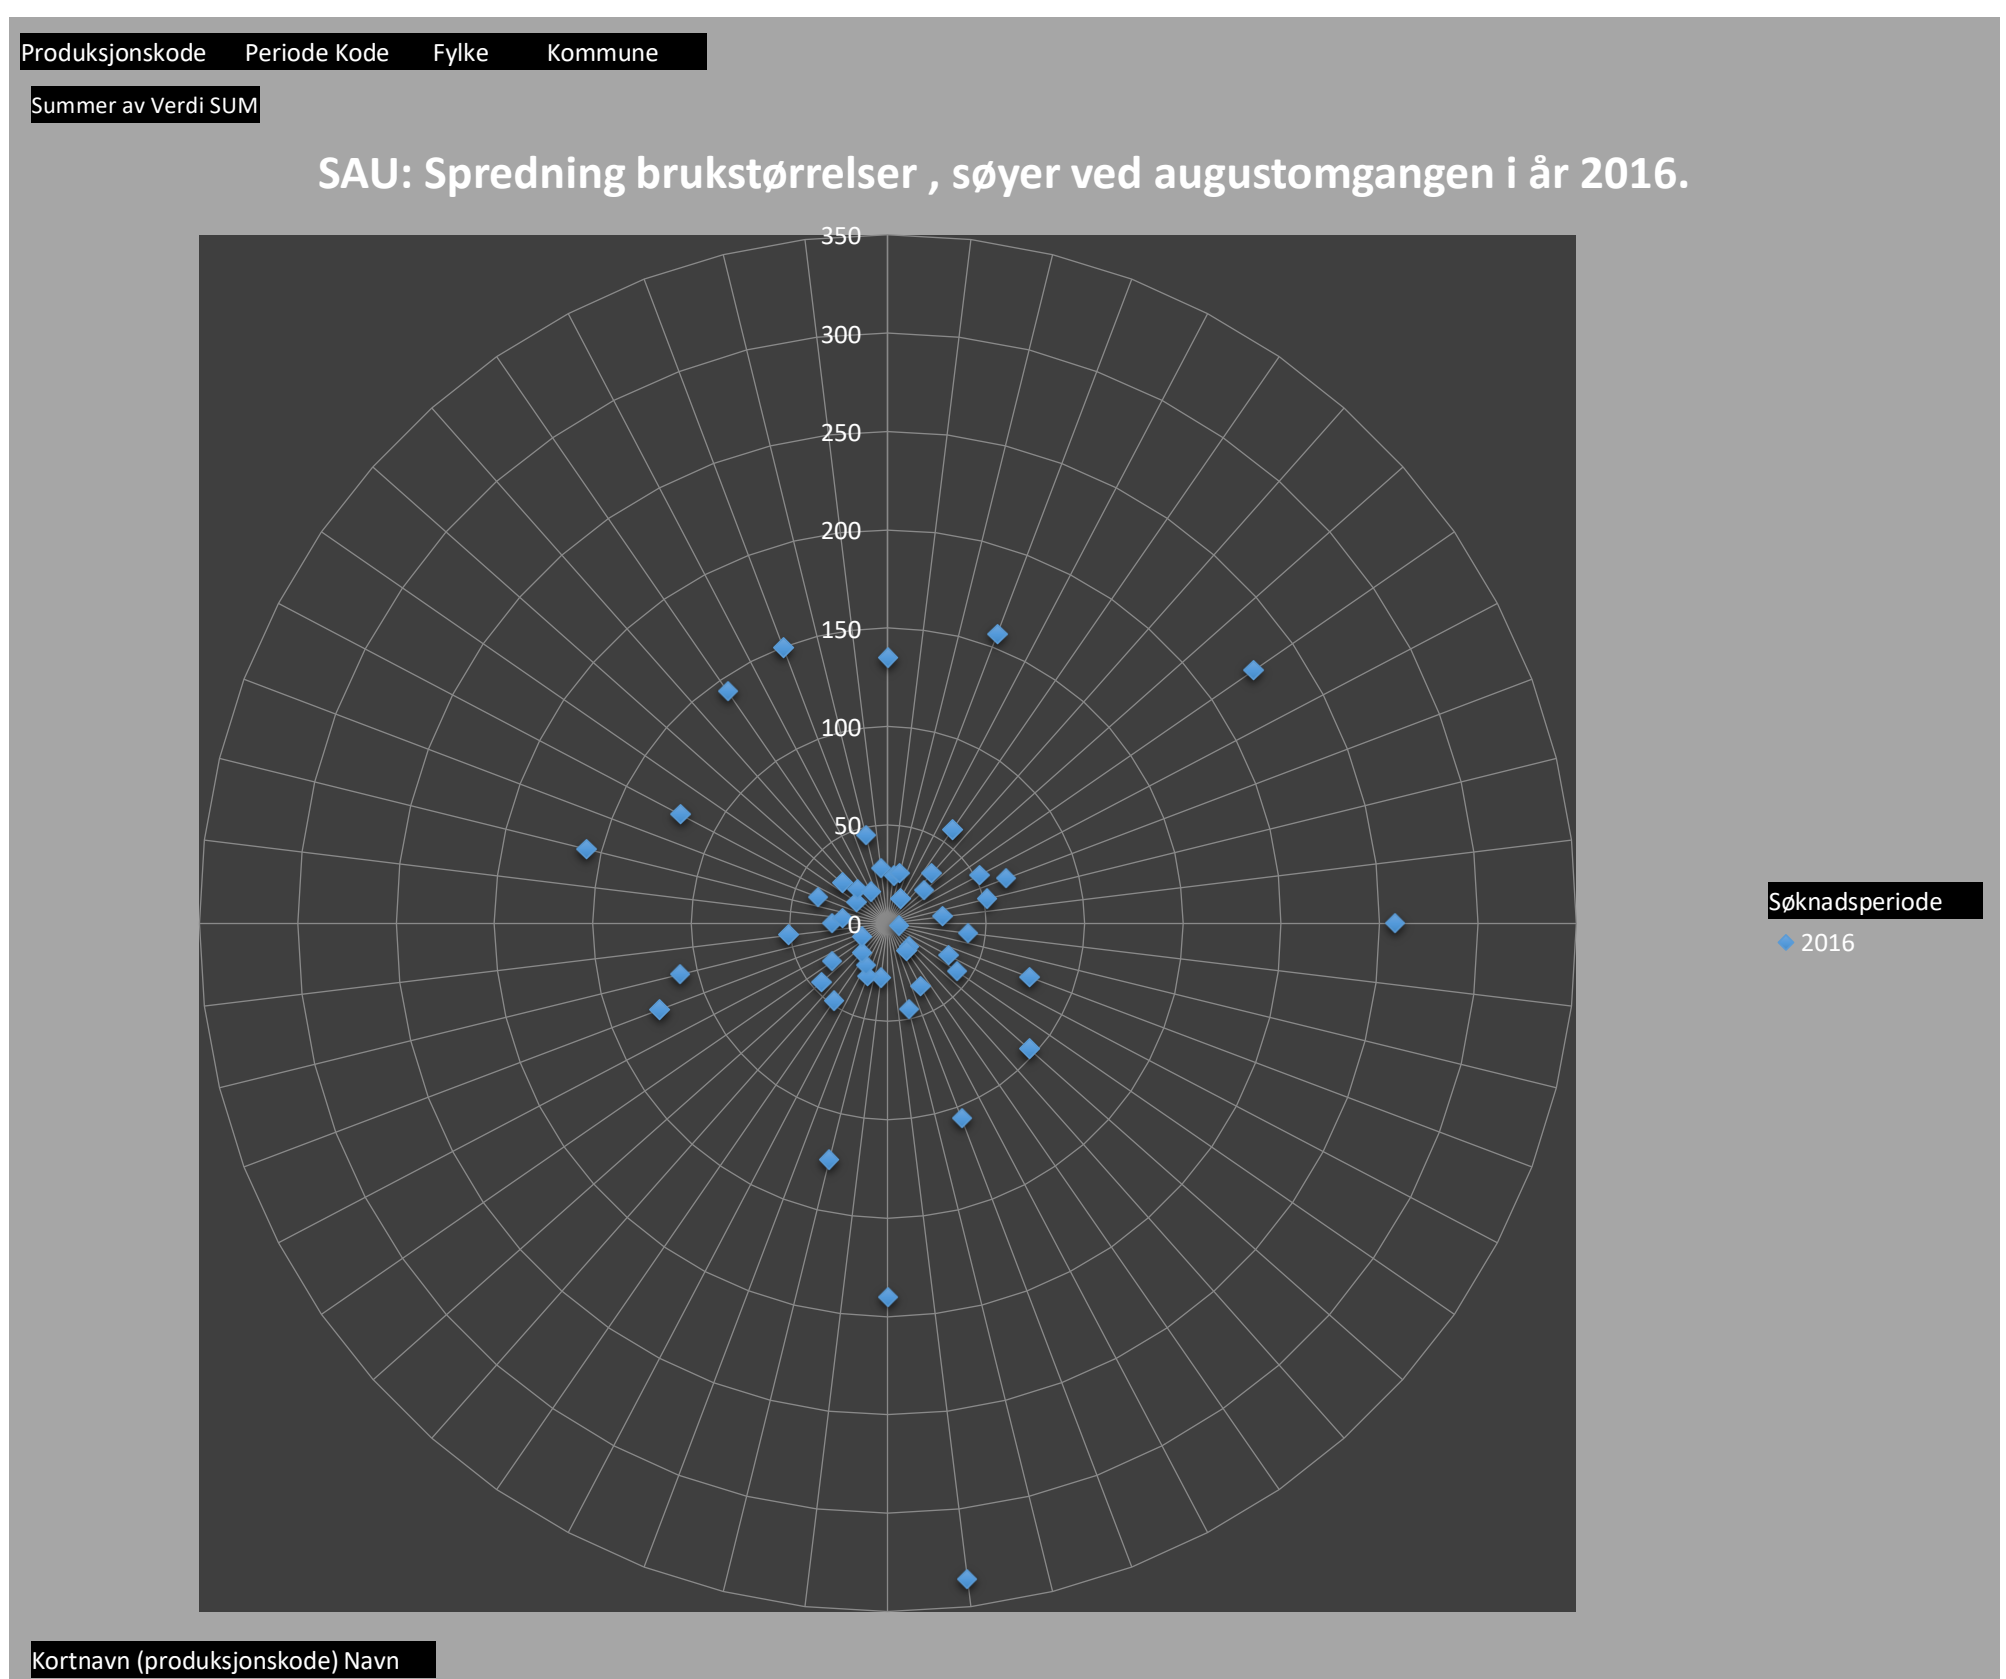 Produksjonskode Periode Kode Fylke Kommune
Summer av Verdi SUM
SAU: Spredning brukstørrelser , søyer ved augustomgangen i år 2016.
350
300
250
200
150
100
50
0
Søknadsperiode
2016
Kortnavn (produksjonskode) Navn